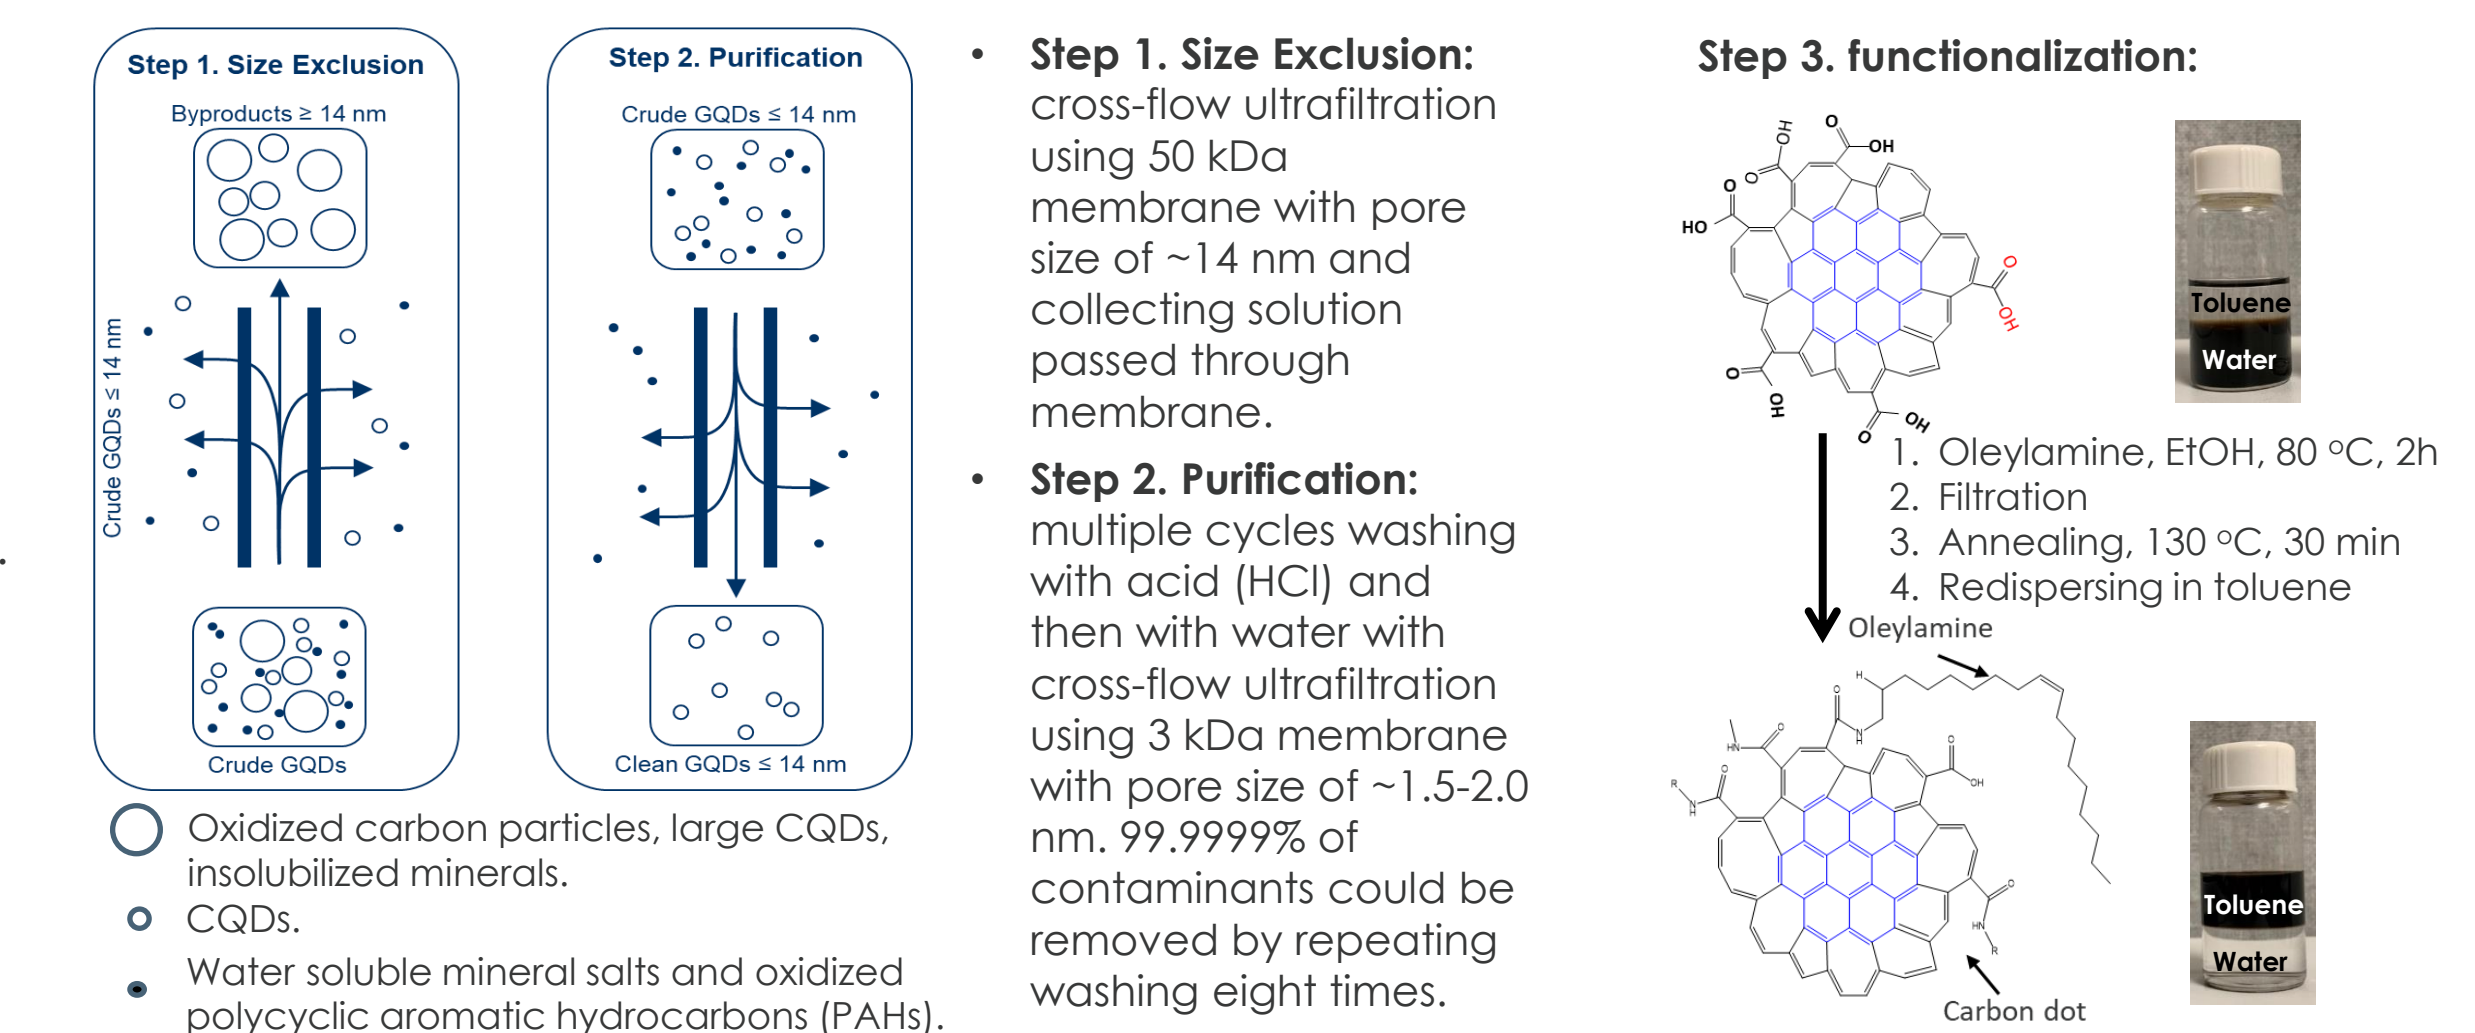 Step 1. Size Exclusion
Byproducts ≥ 14 nm
Crude GQDs ≤ 14 nm
Crude GQDs
Step 2. Purification
Crude GQDs ≤ 14 nm
Clean GQDs ≤ 14 nm
Oxidized carbon particles, large CQDs,
insolubilized minerals.
CQDs.
Water soluble mineral salts and oxidized
polycyclic aromatic hydrocarbons (PAHs).
.
• Step 1. Size Exclusion:
cross-flow ultrafiltration
using 50 kDa
membrane with pore
size of ~14 nm and
collecting solution
passed through
membrane.
• Step 2. Purification:
multiple cycles washing
with acid (HCl) and
then with water with
cross-flow ultrafiltration
using 3 kDa membrane
with pore size of ~1.5-2.0
nm. 99.9999% of
contaminants could be
removed by repeating
washing eight times.
Step 3. functionalization:
OH
O
O
OH
O
HO
O
OH
O
OH
O
OH
Toluene
Water
1. Oleylamine, EtOH, 80 °C, 2h
2. Filtration
3. Annealing, 130 °C, 30 min
4. Redispersing in toluene
Oleylamine
H
O
N
H
O
HN
O
R
N
H
O
OH
O
HN
R
Carbon dot
Toluene
Water